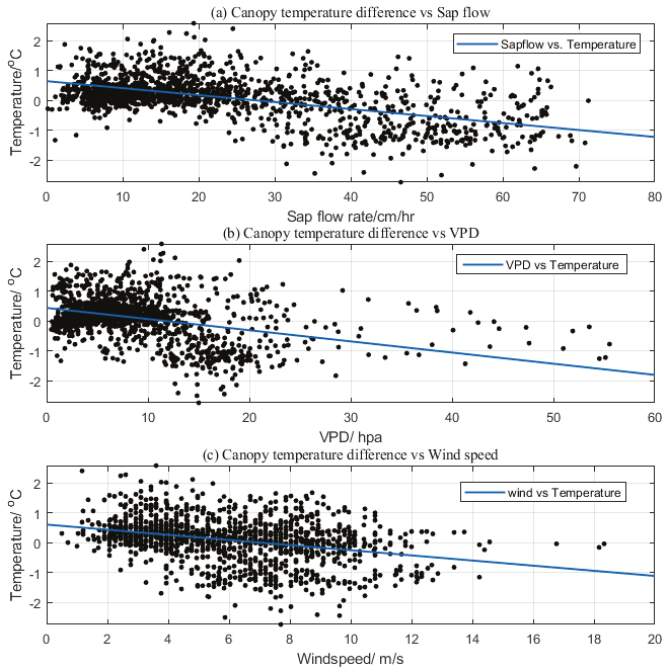 (a) Canopy temperature difference vs Sap flow
Sapflow vs. Temperature
2
1
0
-1
-2
Temperature/°C
0 10 20 30 40 50 60 70 80
Sap flow rate/cm/hr
(b) Canopy temperature difference vs VPD
VPD vs Temperature
2
1
0
-1
-2
Temperature/ °C
0 10 20 30 40 50 60
VPD/ hpa
(c) Canopy temperature difference vs Wind speed
wind vs Temperature
2
1
0
-1
-2
Temperature/ °C
0 2 4 6 8 10 12 14 16 18 20
Windspeed/ m/s